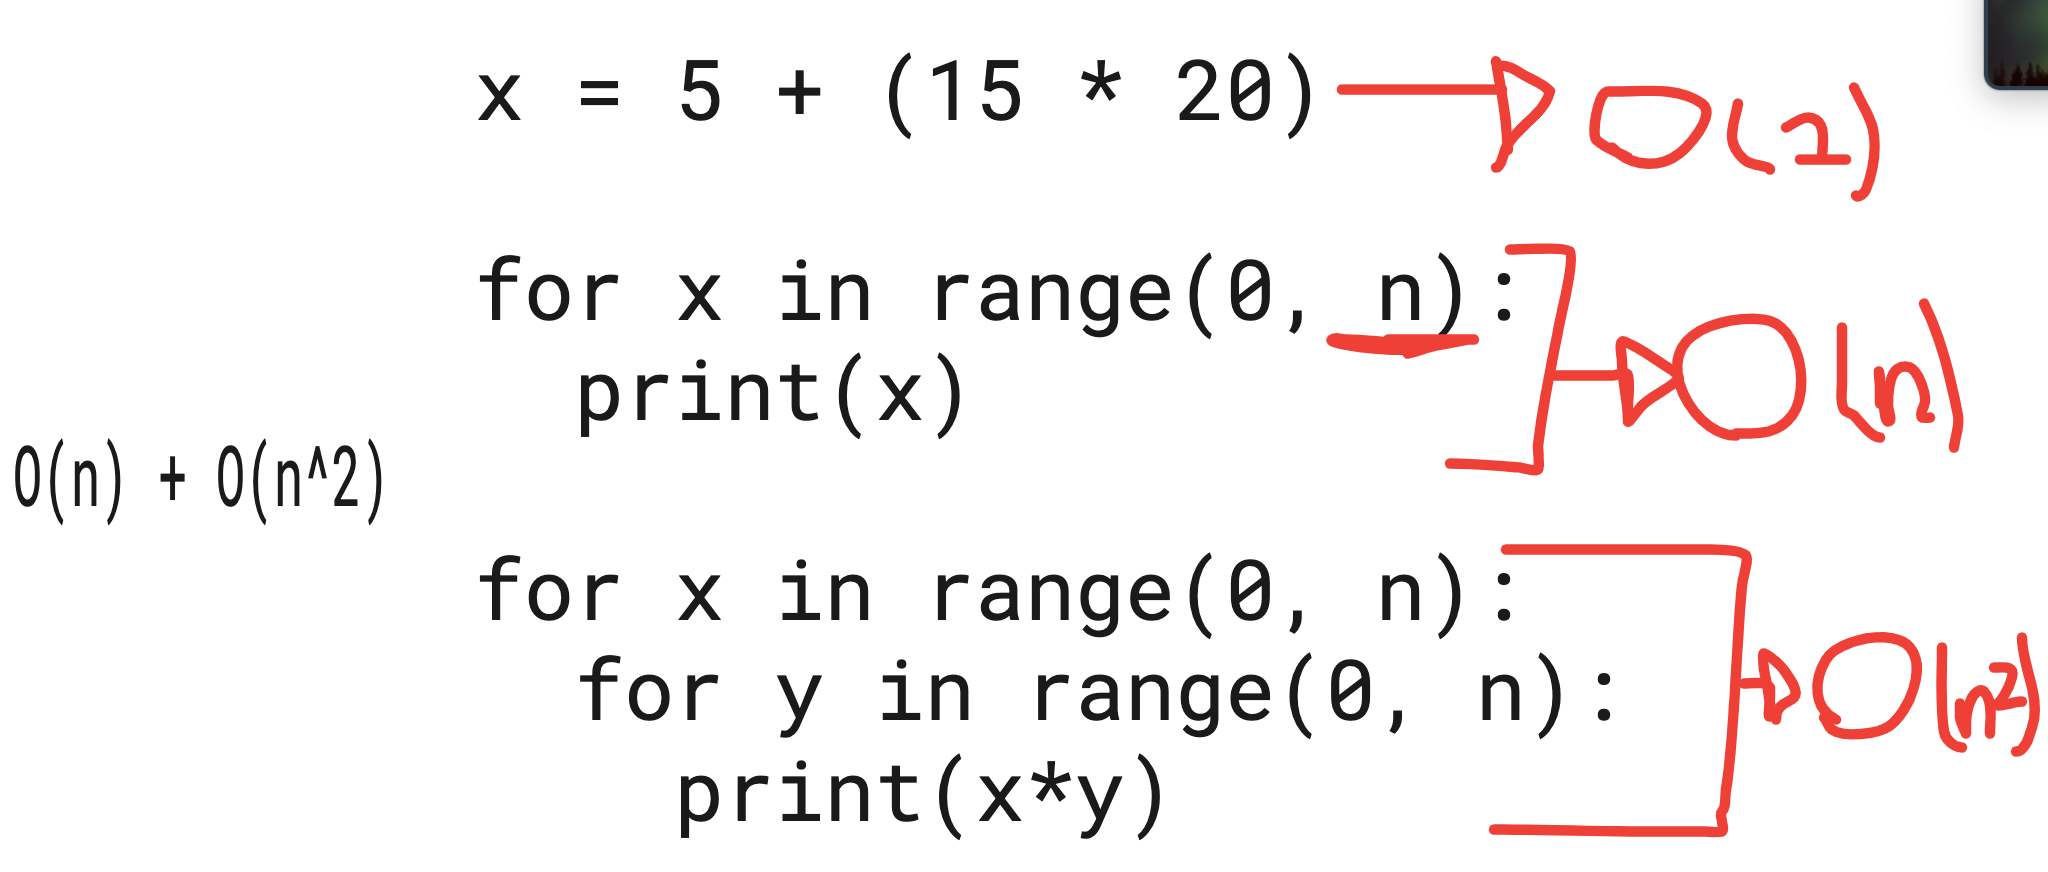 x = 5 + (15 * 20) O(1)
for x in range(0, n):
print(x)
O(n)
O(n) + O(n^2)
for x in range(0, n):
for y in range(0, n):
O(n²)
print(x*y)